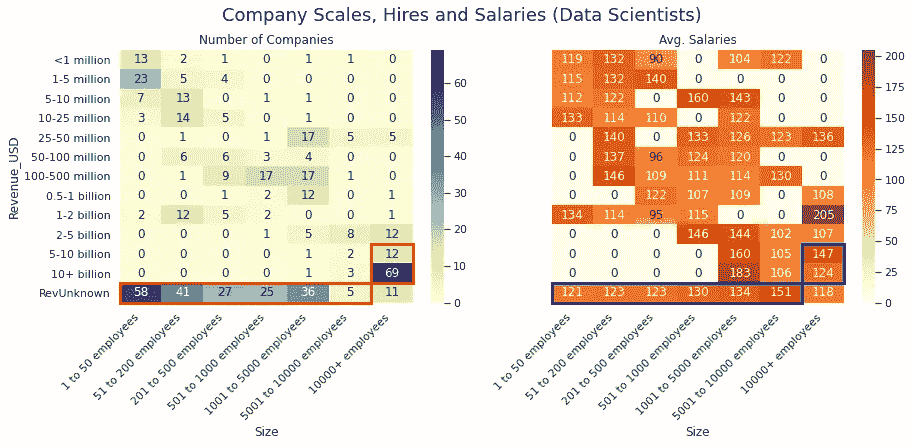 Company Scales, Hires and Salaries (Data Scientists)
Number of Companies
Avg. Salaries
Revenue_USD
<1 million 13 2 1 0 1 1 0 119 132 90 0 104 122 0
1-5 million 23 5 4 0 0 0 0 115 132 140 0 0 0 0
5-10 million 7 13 0 1 1 0 0 112 122 0 160 143 0 0
10-25 million 3 14 5 0 1 0 0 133 114 110 0 122 0 0
25-50 million 0 1 0 1 17 5 5 0 140 0 133 126 123 136
50-100 million 0 6 6 3 4 0 0 0 137 96 124 120 0 0
100-500 million 0 1 9 17 17 1 0 0 146 109 111 114 130 0
0.5-1 billion 0 0 1 2 12 0 1 0 0 122 107 109 0 108
1-2 billion 2 12 5 2 0 0 1 134 114 95 115 0 0 205
2-5 billion 0 0 0 1 5 8 12 0 0 0 146 144 102 107
5-10 billion 0 0 0 0 1 2 12 0 0 0 0 160 105 147
10+ billion 0 0 0 0 1 3 69 0 0 0 0 183 106 124
RevUnknown 58 41 27 25 36 5 11 121 123 123 130 134 151 118
60
50
40
30
20
10
0
200
175
150
125
100
75
50
25
0
1 to 50 employees
51 to 200 employees
201 to 500 employees
501 to 1000 employees
1001 to 5000 employees
5001 to 10000 employees
10000+ employees
Size
1 to 50 employees
51 to 200 employees
201 to 500 employees
501 to 1000 employees
1001 to 5000 employees
5001 to 10000 employees
10000+ employees
Size